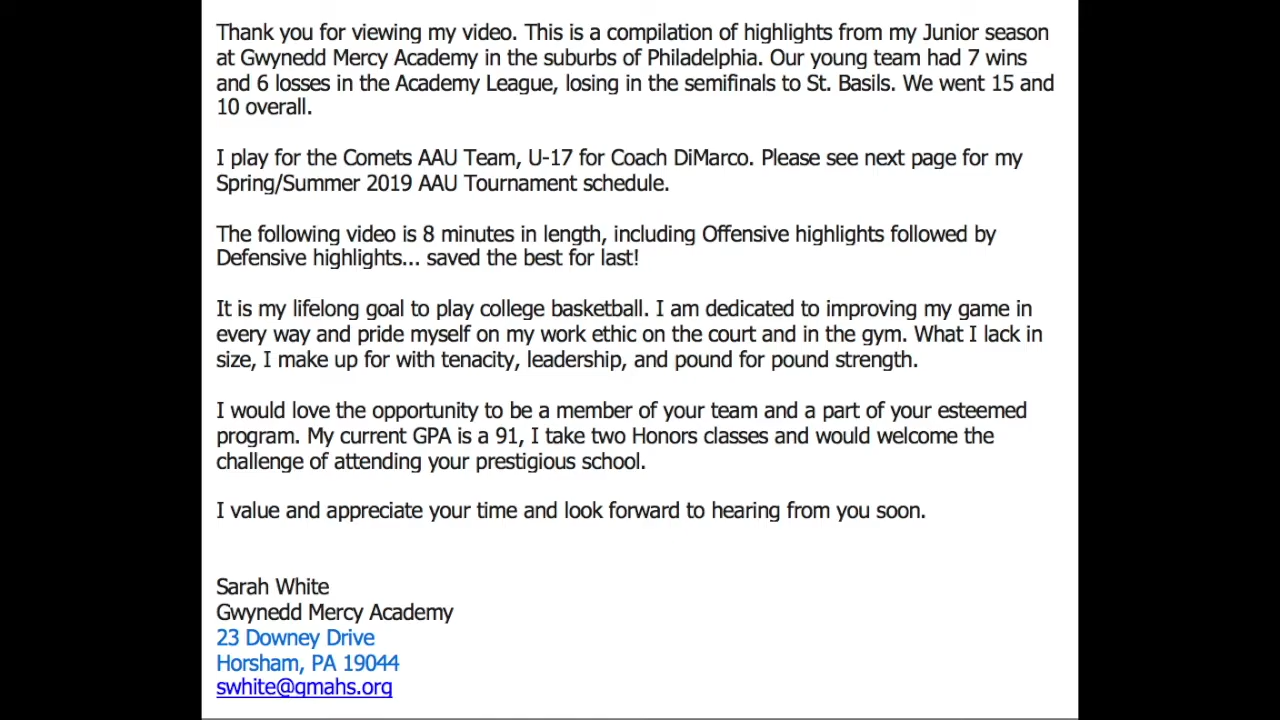 Thank you for viewing my video. This is a compilation of highlights from my Junior season
at Gwynedd Mercy Academy in the suburbs of Philadelphia. Our young team had 7 wins
and 6 losses in the Academy League, losing in the semifinals to St. Basils. We went 15 and
10 overall.
I play for the Comets AAU Team, U-17 for Coach DiMarco. Please see next page for my
Spring/Summer 2019 AAU Tournament schedule.
The following video is 8 minutes in length, including Offensive highlights followed by
Defensive highlights... saved the best for last!
It is my lifelong goal to play college basketball. I am dedicated to improving my game in
every way and pride myself on my work ethic on the court and in the gym. What I lack in
size, I make up for with tenacity, leadership, and pound for pound strength.
I would love the opportunity to be a member of your team and a part of your esteemed
program. My current GPA is a 91, I take two Honors classes and would welcome the
challenge of attending your prestigious school.
I value and appreciate your time and look forward to hearing from you soon.
Sarah White
Gwynedd Mercy Academy
23 Downey Drive
Horsham, PA 19044
swhite@gmahs.org